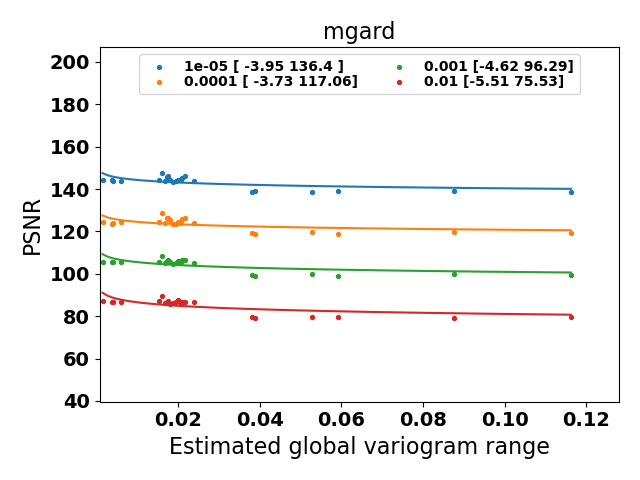 mgard
1e-05 [ -3.95 136.4 ]
0.0001 [ -3.73 117.06]
0.001 [-4.62 96.29]
0.01 [-5.51 75.53]
PSNR
200
180
160
140
120
100
80
60
40
0.02 0.04 0.06 0.08 0.10 0.12
Estimated global variogram range